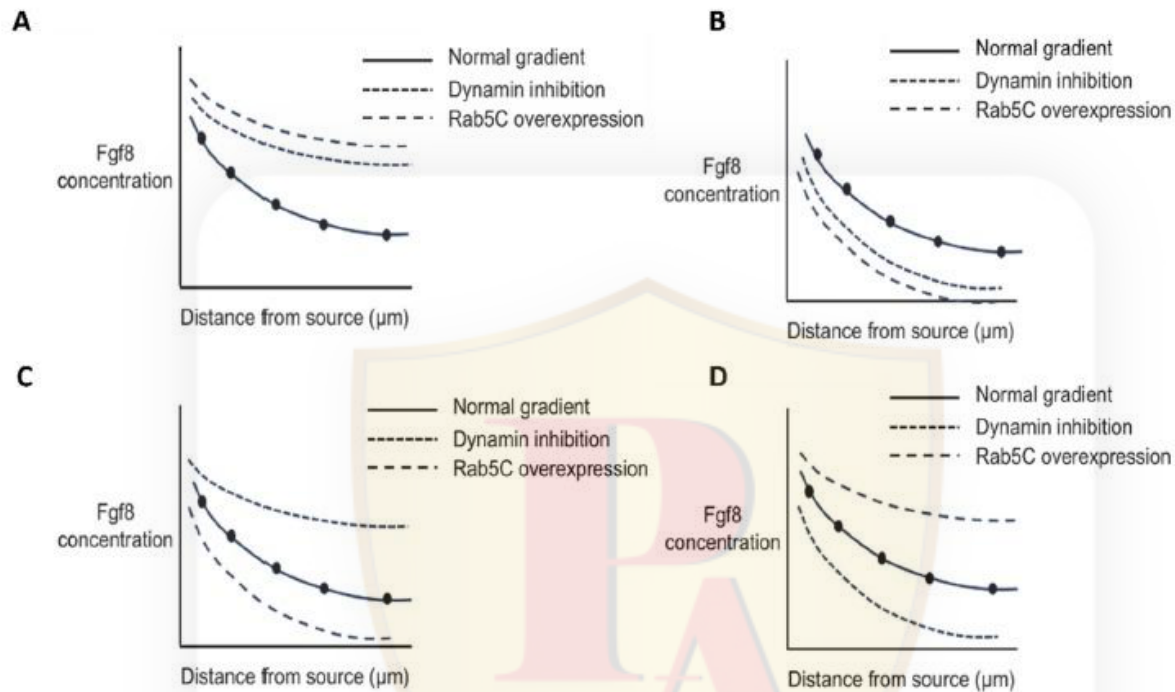 A
Normal gradient
Dynamin inhibition
Rab5C overexpression
Fgf8
concentration
Distance from source (µm)
B
Normal gradient
Dynamin inhibition
Rab5C overexpression
Fgf8
concentration
Distance from source (µm)
C
Normal gradient
Dynamin inhibition
Rab5C overexpression
Fgf8
concentration
Distance from source (µm)
D
Normal gradient
Dynamin inhibition
Rab5C overexpression
Fgf8
concentration
Distance from source (µm)
PA